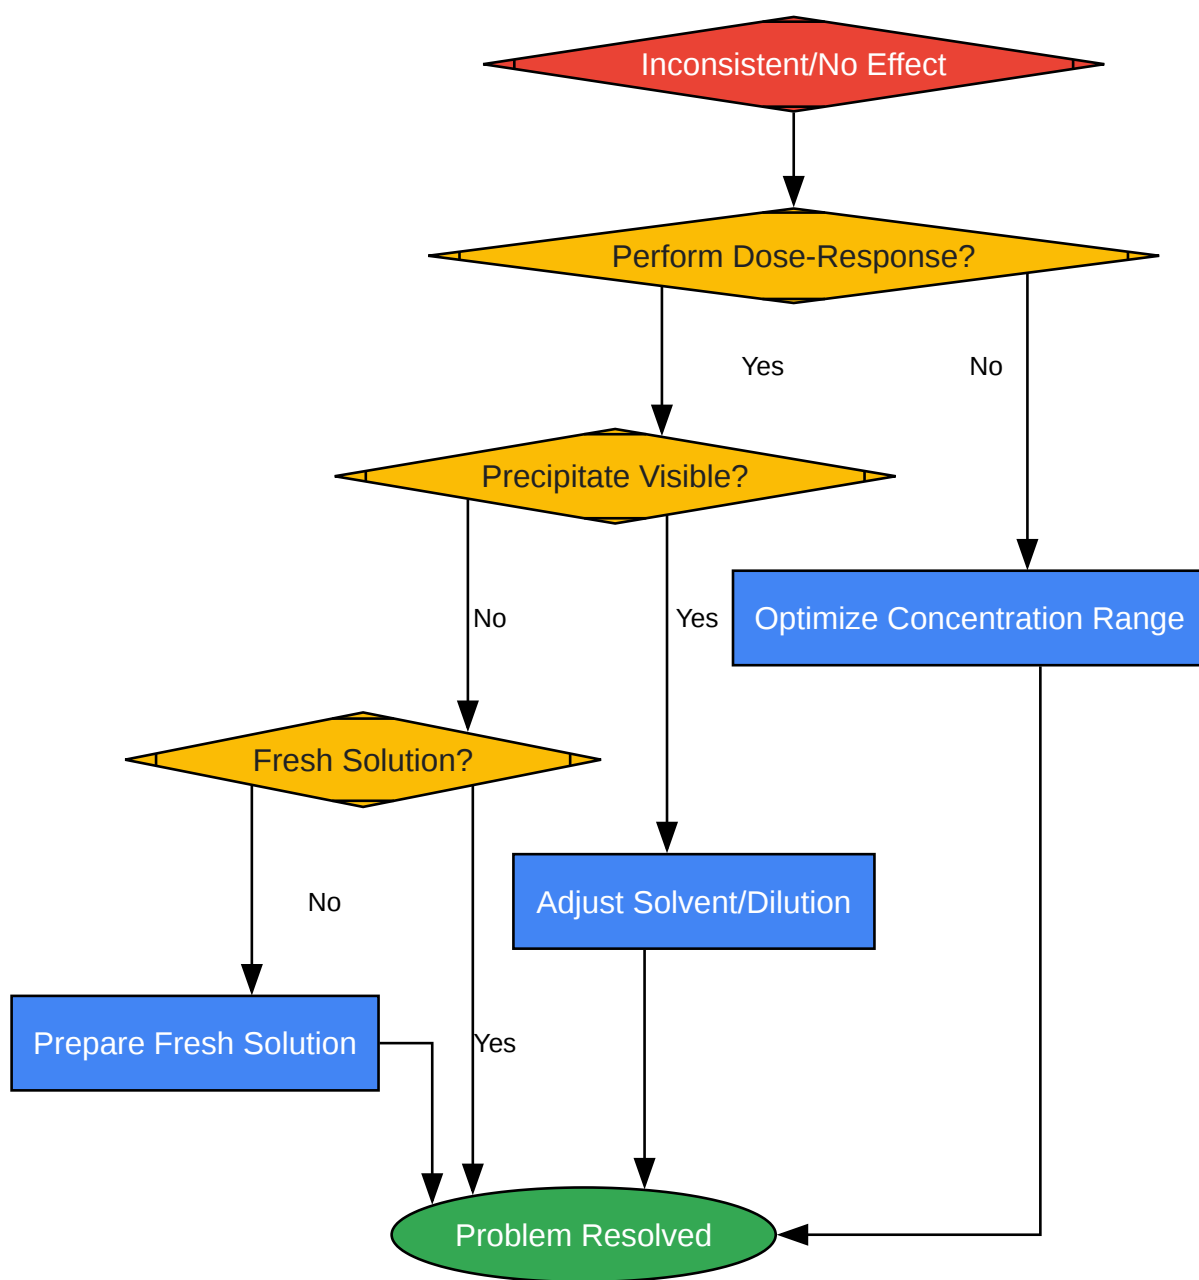 Inconsistent/No Effect
Perform Dose-Response?
Yes
No
Precipitate Visible?
No
Yes
Optimize Concentration Range
Fresh Solution?
No
Adjust Solvent/Dilution
Prepare Fresh Solution
Yes
Problem Resolved